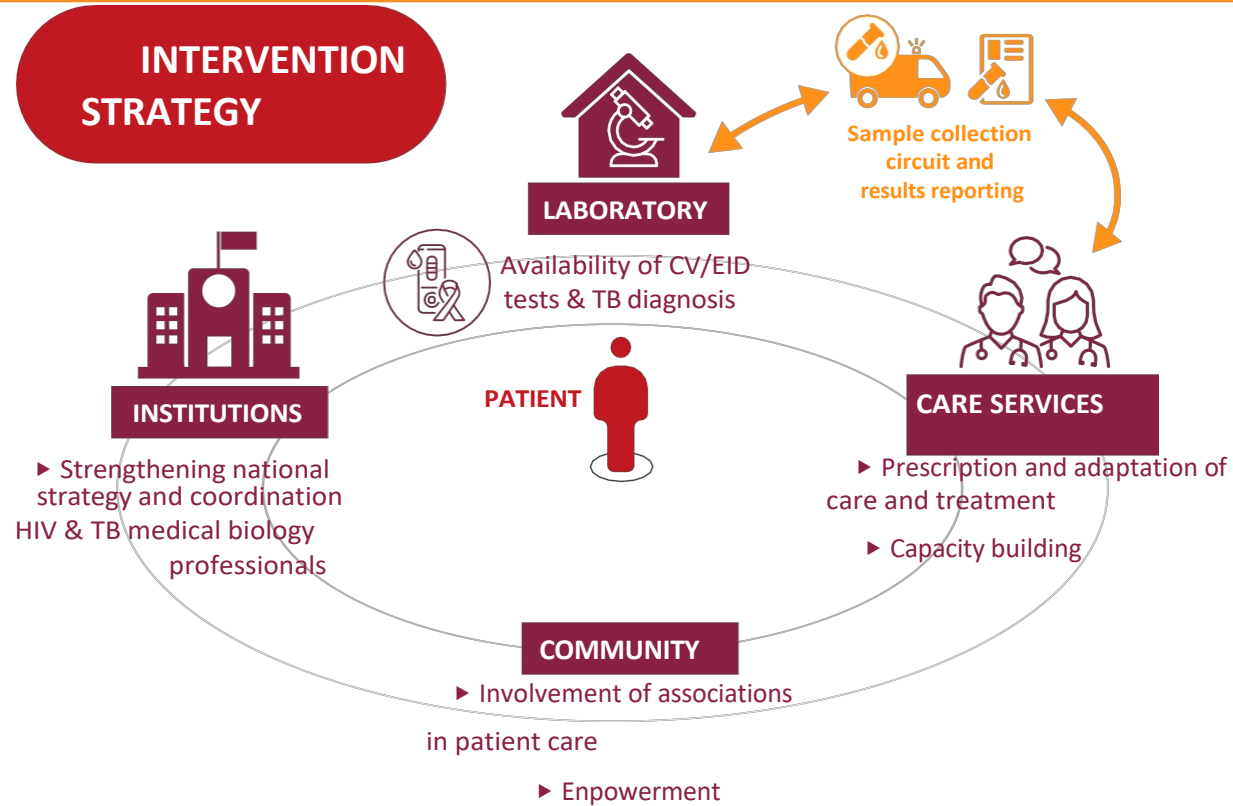 INTERVENTION
STRATEGY
Sample collection
circuit and
results reporting
LABORATORY
Availability of CV/EID
tests & TB diagnosis
PATIENT
INSTITUTIONS
▶ Strengthening national
strategy and coordination
HIV & TB medical biology
professionals
CARE SERVICES
▶ Prescription and adaptation of
care and treatment
▶ Capacity building
COMMUNITY
▶ Involvement of associations
in patient care
▶ Enpowerment